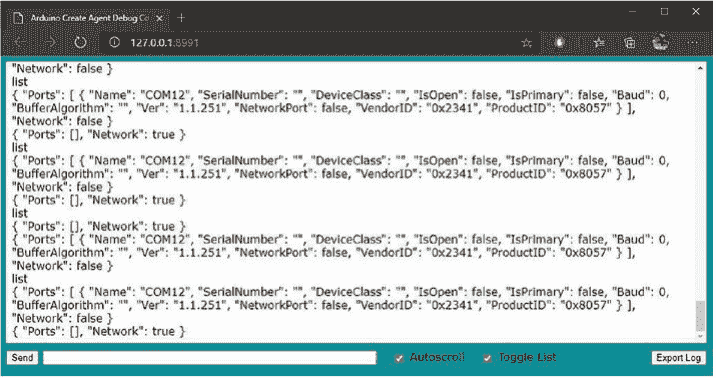 Arduino Create Agent Debug Co
127.0.0.1:8991
"Network": false }
list
{ "Ports": [ { "Name": "COM12", "SerialNumber": "", "DeviceClass": "", "IsOpen": false, "IsPrimary": false, "Baud": 0,
"BufferAlgorithm": "", "Ver": "1.1.251", "NetworkPort": false, "VendorID": "0x2341", "ProductID": "0x8057" } ],
"Network": false }
{ "Ports": [], "Network": true }
list
{ "Ports": [ { "Name": "COM12", "SerialNumber": "", "DeviceClass": "", "IsOpen": false, "IsPrimary": false, "Baud": 0,
"BufferAlgorithm": "", "Ver": "1.1.251", "NetworkPort": false, "VendorID": "0x2341", "ProductID": "0x8057" } ],
"Network": false }
list
{ "Ports": [], "Network": true }
{ "Ports": [ { "Name": "COM12", "SerialNumber": "", "DeviceClass": "", "IsOpen": false, "IsPrimary": false, "Baud": 0,
"BufferAlgorithm": "", "Ver": "1.1.251", "NetworkPort": false, "VendorID": "0x2341", "ProductID": "0x8057" } ],
"Network": false }
list
{ "Ports": [ { "Name": "COM12", "SerialNumber": "", "DeviceClass": "", "IsOpen": false, "IsPrimary": false, "Baud": 0,
"BufferAlgorithm": "", "Ver": "1.1.251", "NetworkPort": false, "VendorID": "0x2341", "ProductID": "0x8057" } ],
"Network": false }
{ "Ports": [], "Network": true }
Send Autoscroll Toggle List Export Log